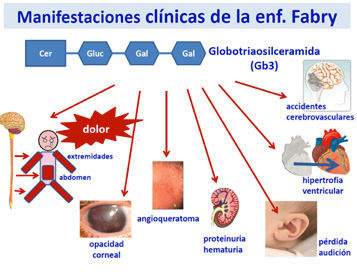 Manifestaciones clínicas de la enf. Fabry
Cer
Gluc
Gal
Gal
Globotriaosilceramida
(Gb3)
accidentes
cerebrovasculares
dolor
extremidades
abdomen
hipertrofia
ventricular
angioqueratoma
opacidad
corneal
proteinuria
hematuria
pérdida
audición